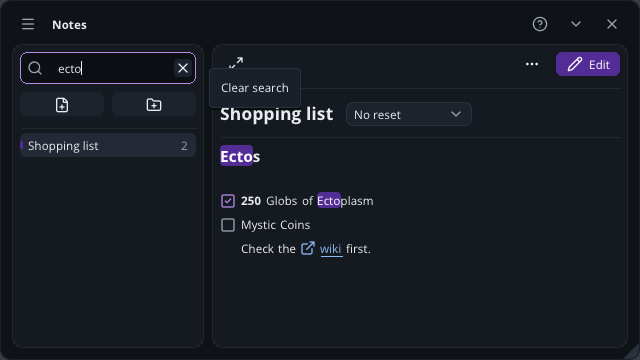 Notes
ecto
Clear search
Edit
Shopping list 2
Shopping list No reset
Ectos
250 Globs of Ectoplasm
Mystic Coins
Check the wiki first.